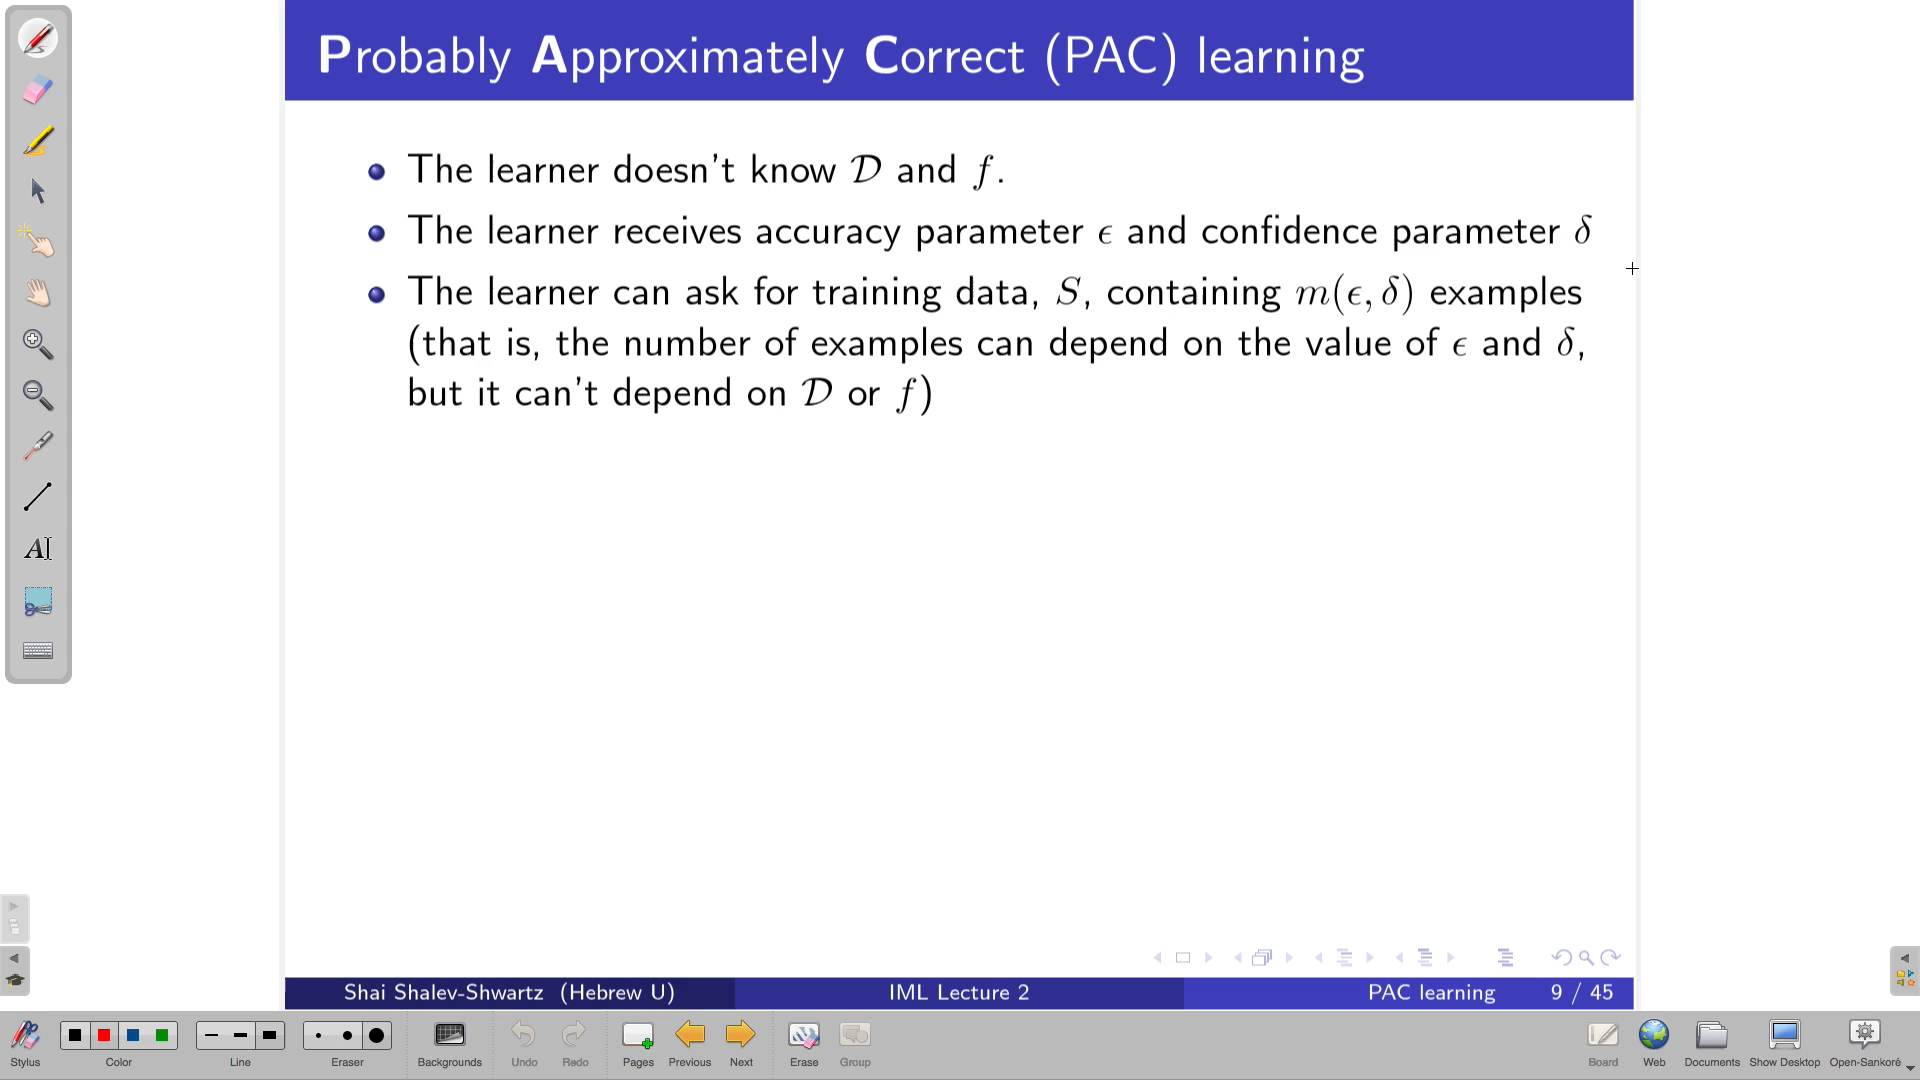 Probably Approximately Correct (PAC) learning
The learner doesn't know 𝒟 and f.
The learner receives accuracy parameter ϵ and confidence parameter δ
The learner can ask for training data, S, containing m(ϵ, δ) examples
(that is, the number of examples can depend on the value of ϵ and δ,
but it can't depend on 𝒟 or f)
Shai Shalev-Shwartz (Hebrew U) IML Lecture 2 PAC learning 9 / 45
Stylus Color Line Eraser Backgrounds Undo Redo Pages Previous Next Erase Group Board Web Documents Show Desktop Open-Sankoré